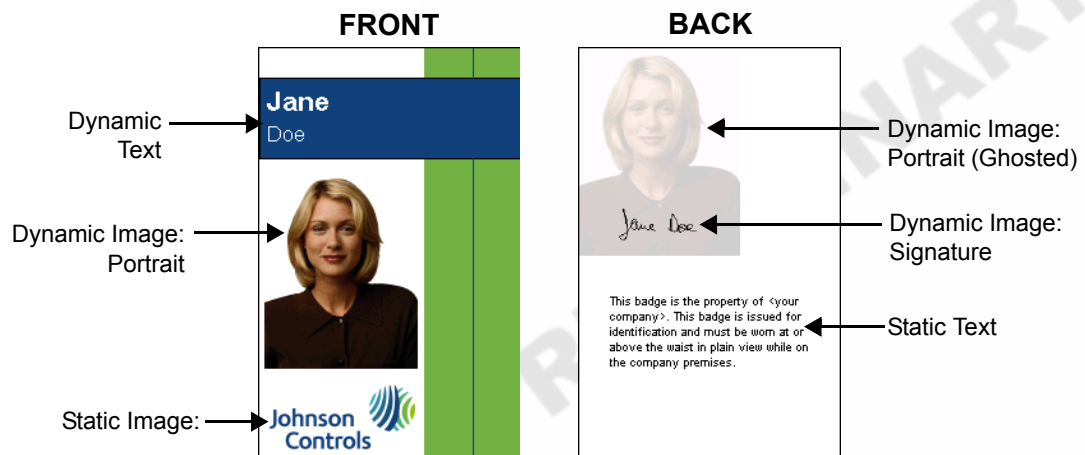 FRONT
BACK
Jane
Doe
Dynamic
Text
Dynamic Image:
Portrait
Static Image:
Johnson
Controls
Dynamic Image:
Portrait (Ghosted)
Jane Doe
Dynamic Image:
Signature
This badge is the property of <your
company>. This badge is issued for
identification and must be worn at or
above the waist in plain view while on
the company premises.
Static Text